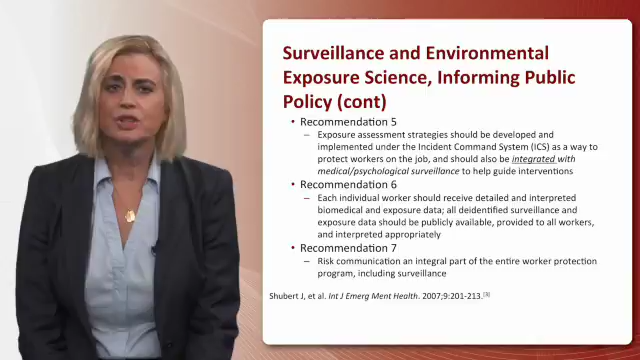 Surveillance and Environmental
Exposure Science, Informing Public
Policy (cont)
• Recommendation 5
– Exposure assessment strategies should be developed and
implemented under the Incident Command System (ICS) as a way to
protect workers on the job, and should also be integrated with
medical/psychological surveillance to help guide interventions
• Recommendation 6
– Each individual worker should receive detailed and interpreted
biomedical and exposure data; all deidentified surveillance and
exposure data should be publicly available, provided to all workers,
and interpreted appropriately
• Recommendation 7
– Risk communication an integral part of the entire worker protection
program, including surveillance
Shubert J, et al. Int J Emerg Ment Health. 2007;9:201-213.[3]